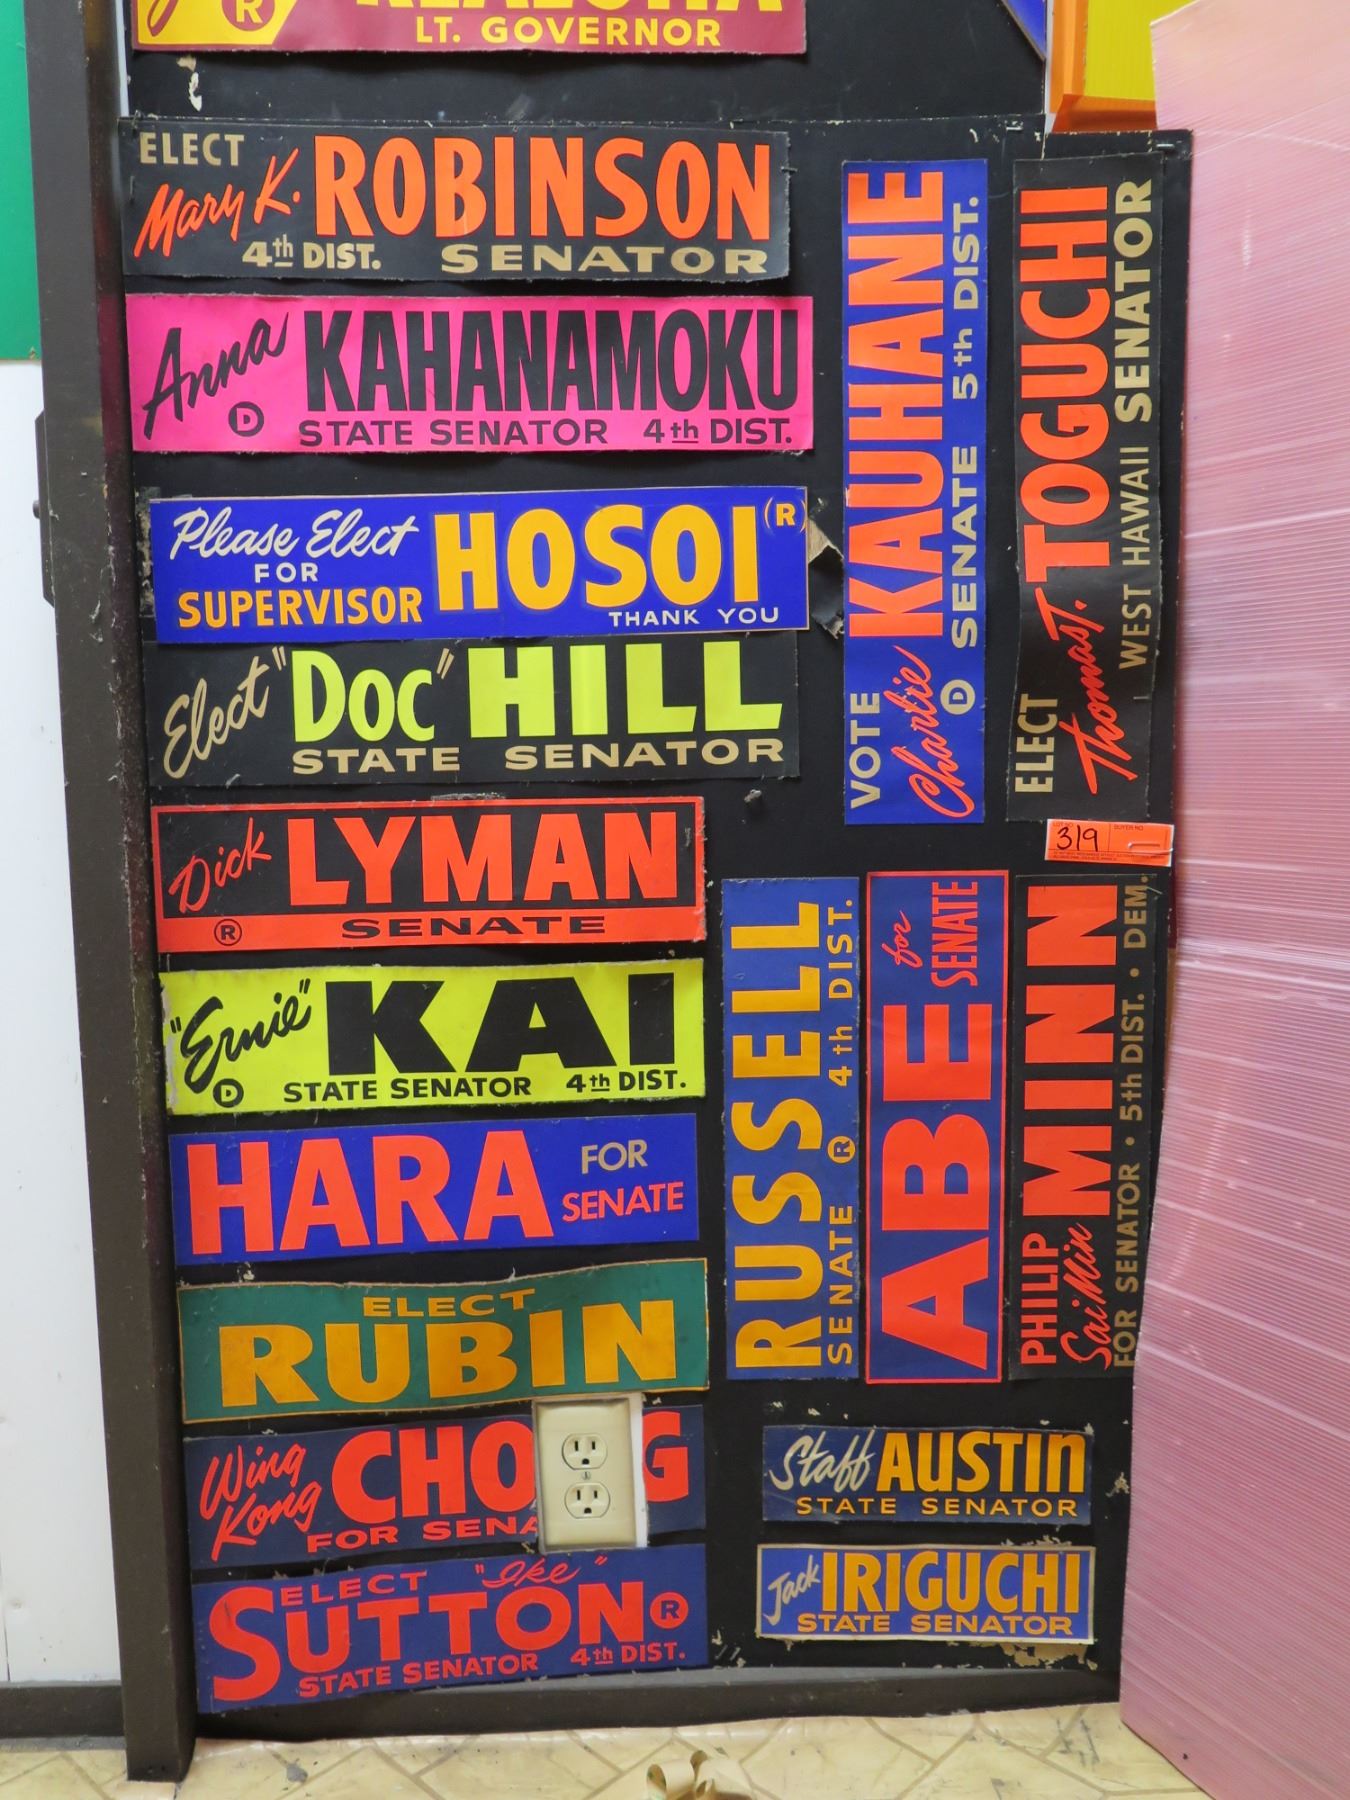 R
LT. GOVERNOR
ELECT
Mary K. ROBINSON
4th DIST. SENATOR
Anna KAHANAMOKU
D STATE SENATOR 4th DIST.
Please Elect
FOR
SUPERVISOR
HOSOI (R)
THANK YOU
Elect "Doc" HILL
STATE SENATOR
Dick LYMAN
R SENATE
"Ernie" KAI
D STATE SENATOR 4th DIST.
HARA FOR
SENATE
ELECT
RUBIN
Wing
Kong
FOR
ELECT "Ike"
SUTTON R
STATE SENATOR 4th DIST.
VOTE Charlie KAUHANE
D SENATE 5th DIST.
ELECT Thomas T. TOGUCHI
WEST HAWAII SENATOR
319
BUYER NO
RUSSELL
SENATE R 4th DIST.
ABE for
SENATE
PHILIP
SaiMin
MINN
FOR SENATOR • 5th DIST. • DEM.
Staff AUSTIN
STATE SENATOR
Jack IRIGUCHI
STATE SENATOR